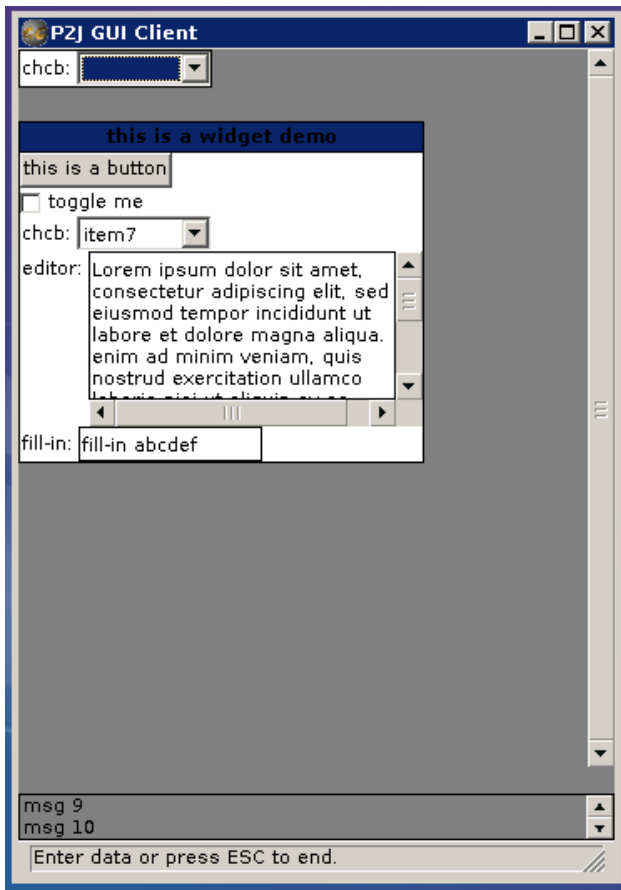 P2J GUI Client
chcb:
this is a widget demo
this is a button
toggle me
chcb: item7
editor: Lorem ipsum dolor sit amet,
consectetur adipiscing elit, sed
eiusmod tempor incididunt ut
labore et dolore magna aliqua.
enim ad minim veniam, quis
nostrud exercitation ullamco
fill-in: fill-in abcdef
msg 9
msg 10
Enter data or press ESC to end.